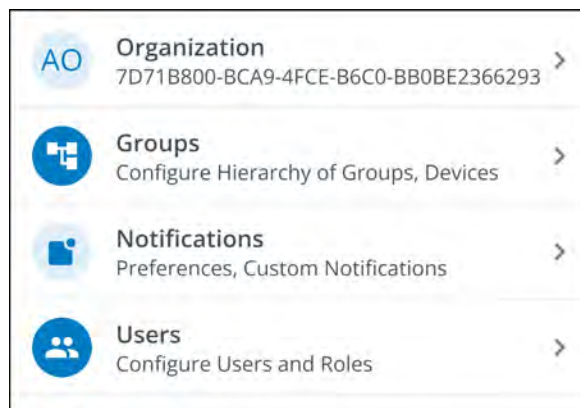 AO
Organization
7D71B800-BCA9-4FCE-B6C0-BB0BE2366293
Groups
Configure Hierarchy of Groups, Devices
Notifications
Preferences, Custom Notifications
Users
Configure Users and Roles